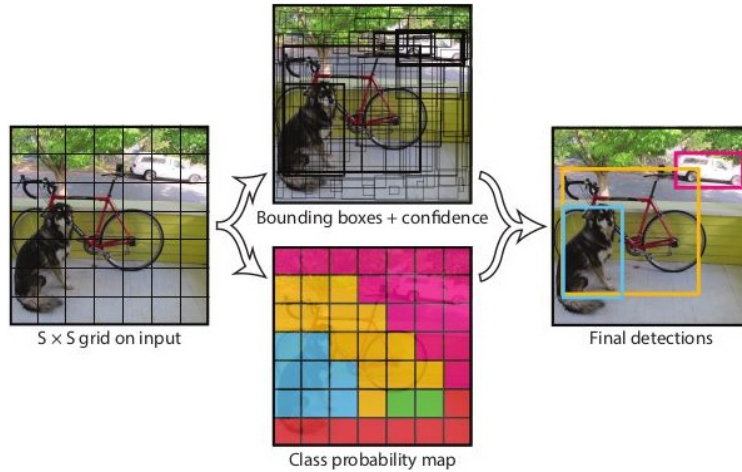 Bounding boxes + confidence
S × S grid on input
Final detections
Class probability map